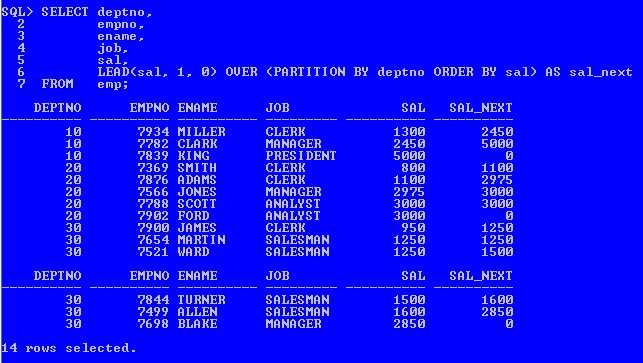 SQL> SELECT deptno,
  2         empno,
  3         ename,
  4         job,
  5         sal,
  6         LEAD(sal, 1, 0) OVER (PARTITION BY deptno ORDER BY sal) AS sal_next
  7  FROM   emp;

    DEPTNO      EMPNO ENAME      JOB              SAL   SAL_NEXT
---------- ---------- ---------- --------- ---------- ----------
        10       7934 MILLER     CLERK           1300       2450
        10       7782 CLARK      MANAGER         2450       5000
        10       7839 KING       PRESIDENT       5000          0
        20       7369 SMITH      CLERK            800       1100
        20       7876 ADAMS      CLERK           1100       2975
        20       7566 JONES      MANAGER         2975       3000
        20       7788 SCOTT      ANALYST         3000       3000
        20       7902 FORD       ANALYST         3000          0
        30       7900 JAMES      CLERK            950       1250
        30       7654 MARTIN     SALESMAN        1250       1250
        30       7521 WARD       SALESMAN        1250       1500

    DEPTNO      EMPNO ENAME      JOB              SAL   SAL_NEXT
---------- ---------- ---------- --------- ---------- ----------
        30       7844 TURNER     SALESMAN        1500       1600
        30       7499 ALLEN      SALESMAN        1600       2850
        30       7698 BLAKE      MANAGER         2850          0

14 rows selected.